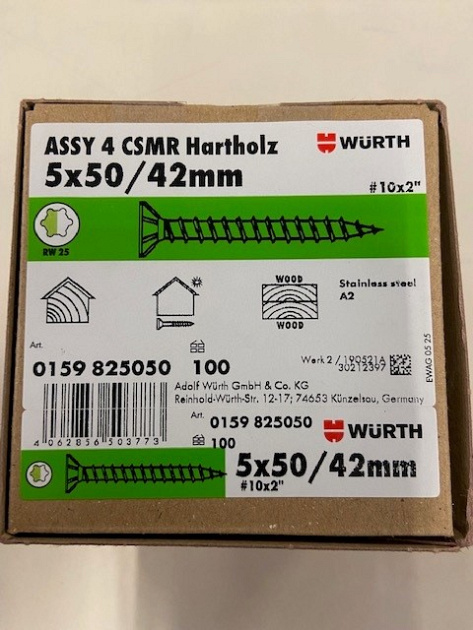 ASSY 4 CSMR Hartholz
WÜRTH
5x50/42mm
#10x2"
RW 25
WOOD
WOOD
Stainless steel
A2
Art.
0159 825050
100
Werk 2 / 190521A
30212397
EWAG 05 25
Adolf Würth GmbH & Co. KG
Reinhold-Würth-Str. 12-17; 74653 Künzelsau, Germany
4 062856 503773
Art. 0159 825050
100
WÜRTH
5x50/42mm
#10x2"